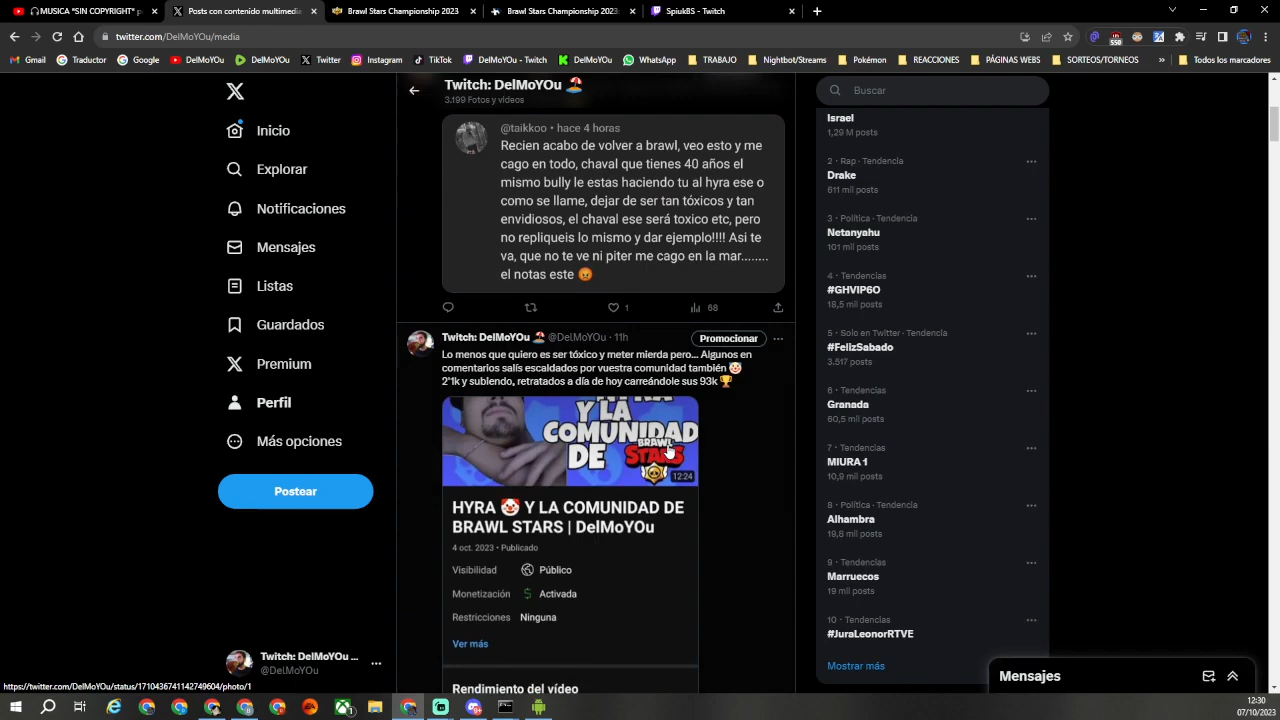 🎧MUSICA "SIN COPYRIGHT" p
Posts con contenido multimedia
Brawl Stars Championship 2023
Brawl Stars Championship 2023
SpiukBS - Twitch
twitter.com/DelMoYOu/media
Gmail
Traductor
Google
DelMoYOu
DelMoYOu
Twitter
Instagram
TikTok
DelMoYOu - Twitch
DelMoYOu
WhatsApp
TRABAJO
Nightbot/Streams
Pokémon
REACCIONES
PÁGINAS WEBS
SORTEOS/TORNEOS
»
Todos los marcadores
Inicio
Explorar
Notificaciones
Mensajes
Listas
Guardados
Premium
Perfil
Más opciones
Postear
Twitch: DelMoYOu ...
@DelMoYOu
Twitch: DelMoYOu 🏖️
3.199 Fotos y vídeos
@taikkoo • hace 4 horas
Recien acabo de volver a brawl, veo esto y me
cago en todo, chaval que tienes 40 años el
mismo bully le estas haciendo tu al hyra ese o
como se llame, dejar de ser tan tóxicos y tan
envidiosos, el chaval ese será toxico etc, pero
no repliqueis lo mismo y dar ejemplo!!!! Asi te
va, que no te ve ni piter me cago en la mar........
el notas este 😡
1
68
Twitch: DelMoYOu 🏖️ @DelMoYOu · 11h
Promocionar
Lo menos que quiero es ser tóxico y meter mierda pero... Algunos en
comentarios salís escaldados por vuestra comunidad también 🤡
2'1k y subiendo, retratados a día de hoy carreándole sus 93k 🏆
Y LA
COMUNIDAD
DE BRAWL STARS
12:24
HYRA 🤡 Y LA COMUNIDAD DE
BRAWL STARS | DelMoYOu
4 oct. 2023 • Publicado
Visibilidad Público
Monetización $ Activada
Restricciones Ninguna
Ver más
Rendimiento del vídeo
Buscar
Israel
1,29 M posts
2 · Rap · Tendencia
Drake
611 mil posts
3 · Política · Tendencia
Netanyahu
101 mil posts
4 · Tendencias
#GHVIP6O
18,5 mil posts
5 · Solo en Twitter · Tendencia
#FelizSabado
3.517 posts
6 · Tendencias
Granada
60,5 mil posts
7 · Tendencias
MIURA 1
10,9 mil posts
8 · Política · Tendencia
Alhambra
19,8 mil posts
9 · Tendencias
Marruecos
19 mil posts
10 · Tendencias
#JuraLeonorRTVE
Mostrar más
Mensajes
https://twitter.com/DelMoYOu/status/1710436741142749604/photo/1
12:30
07/10/2023